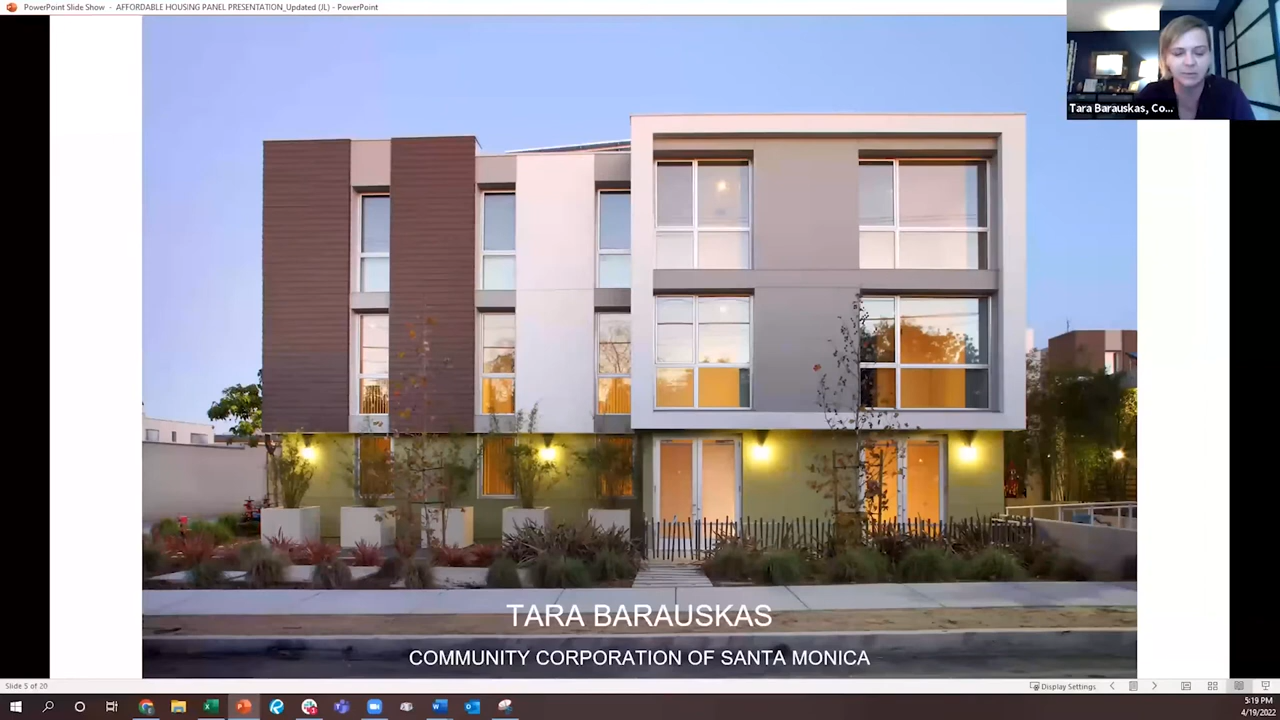 PowerPoint Slide Show - AFFORDABLE HOUSING PANEL PRESENTATION_Updated (JL) - PowerPoint
Tara Barauskas, Co...
TARA BARAUSKAS
COMMUNITY CORPORATION OF SANTA MONICA
Slide 5 of 20
Display Settings
5:19 PM
4/19/2022